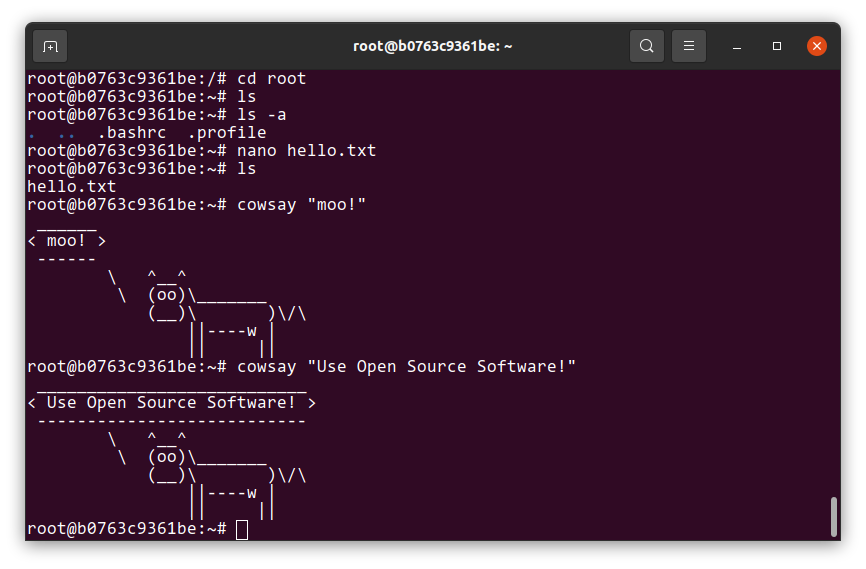 root@b0763c9361be: ~
root@b0763c9361be:/# cd root
root@b0763c9361be:~# ls
root@b0763c9361be:~# ls -a
.  ..  .bashrc  .profile
root@b0763c9361be:~# nano hello.txt
root@b0763c9361be:~# ls
hello.txt
root@b0763c9361be:~# cowsay "moo!"
 ______
< moo! >
 ------
        \   ^__^
         \  (oo)\_______
            (__)\       )\/\
                ||----w |
                ||     ||
root@b0763c9361be:~# cowsay "Use Open Source Software!"
 ___________________________
< Use Open Source Software! >
 ---------------------------
        \   ^__^
         \  (oo)\_______
            (__)\       )\/\
                ||----w |
                ||     ||
root@b0763c9361be:~#